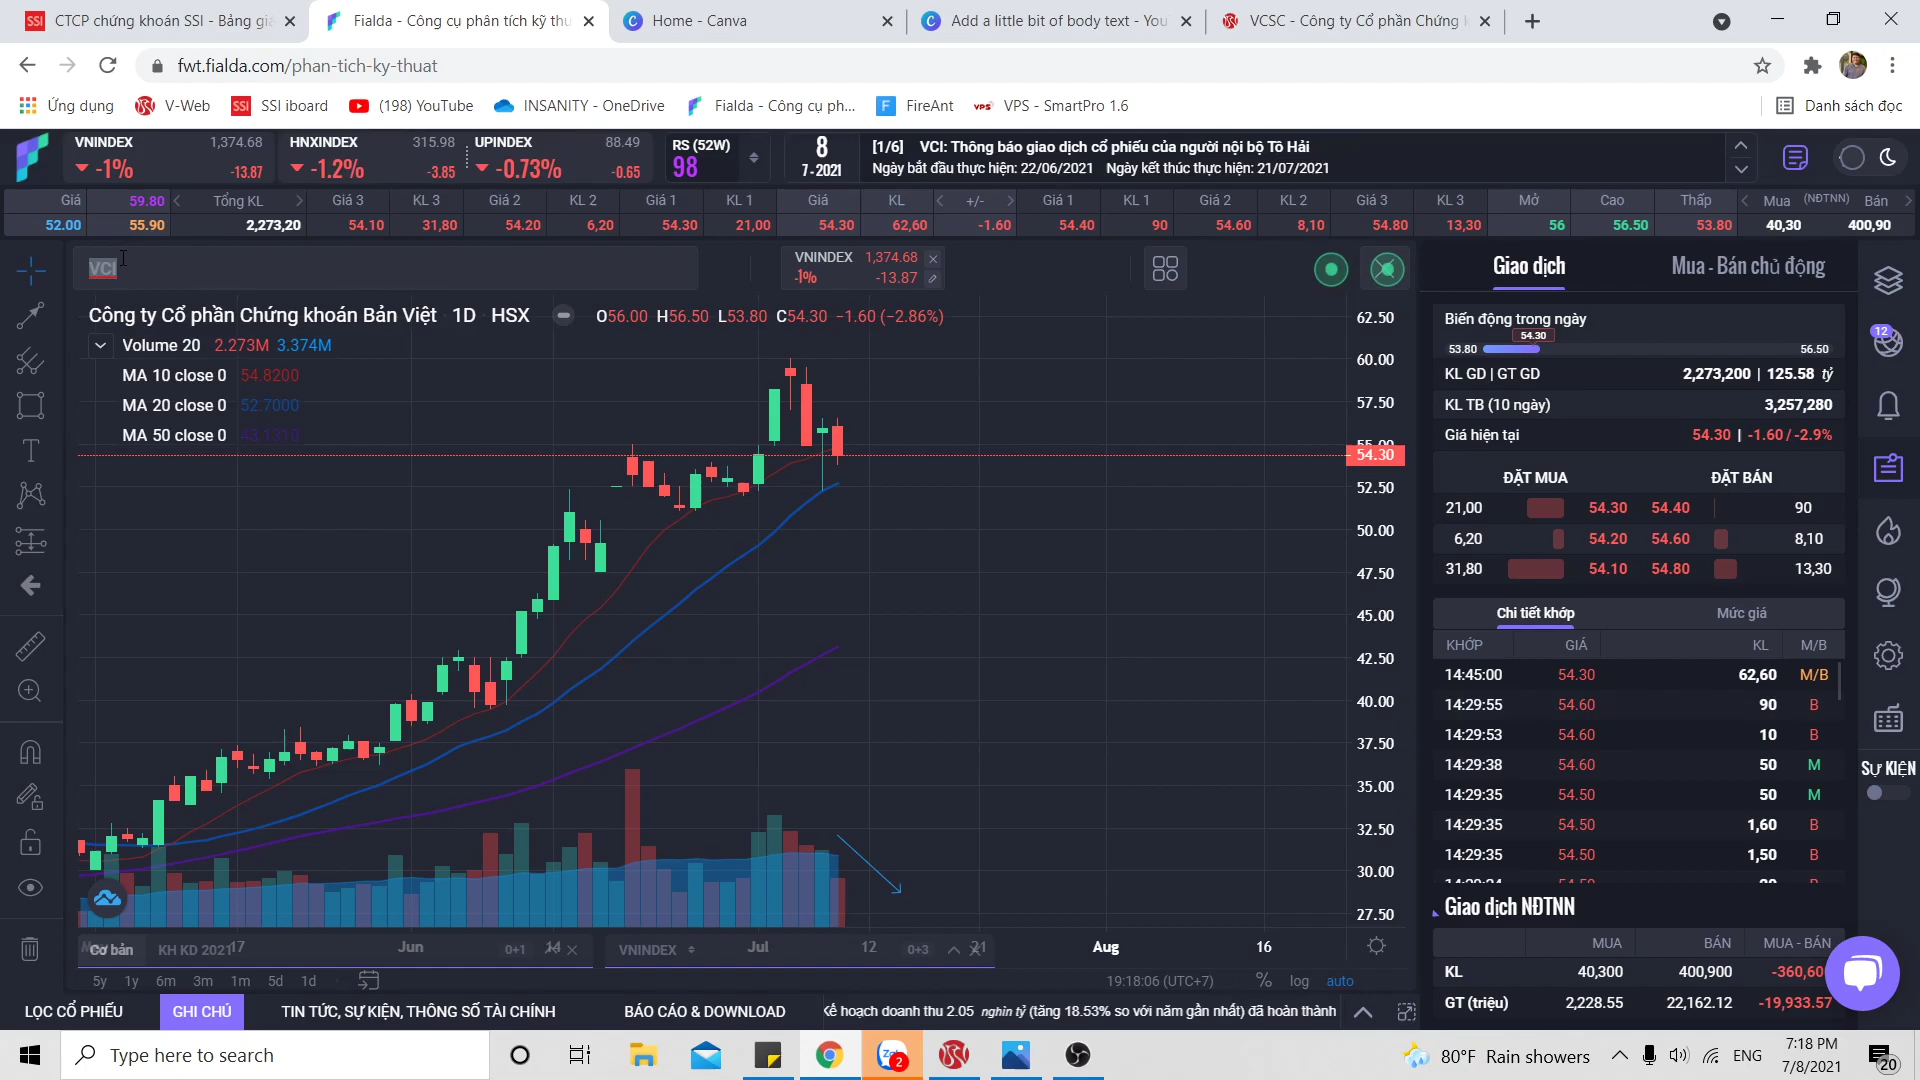 CTCP chứng khoán SSI - Bảng giá
Fialda - Công cụ phân tích kỹ thu
Home - Canva
Add a little bit of body text - You
VCSC - Công ty Cổ phần Chứng k
fwt.fialda.com/phan-tich-ky-thuat
Ứng dụng
V-Web
SSI iboard
(198) YouTube
INSANITY - OneDrive
Fialda - Công cụ ph...
FireAnt
VPS - SmartPro 1.6
Danh sách đọc
VNINDEX 1,374.68
-1% -13.87
HNXINDEX 315.98
-1.2% -3.85
UPINDEX 88.49
-0.73% -0.65
RS (52W)
98
8
7-2021
[1/6] VCI: Thông báo giao dịch cổ phiếu của người nội bộ Tô Hải
Ngày bắt đầu thực hiện: 22/06/2021 Ngày kết thúc thực hiện: 21/07/2021
Giá 59.80 Tổng KL Giá 3 KL 3 Giá 2 KL 2 Giá 1 KL 1 Giá KL +/- Giá 1 KL 1 Giá 2 KL 2 Giá 3 KL 3 Mở Cao Thấp Mua (NĐTNN) Bán
52.00 55.90 2,273,20 54.10 31,80 54.20 6,20 54.30 21,00 54.30 62,60 -1.60 54.40 90 54.60 8,10 54.80 13,30 56 56.50 53.80 40,30 400,90
VCI
VNINDEX 1,374.68
-1% -13.87
Công ty Cổ phần Chứng khoán Bản Việt 1D HSX
O56.00 H56.50 L53.80 C54.30 −1.60 (−2.86%)
Volume 20 2.273M 3.374M
MA 10 close 0 54.8200
MA 20 close 0 52.7000
MA 50 close 0 43.1310
62.50
60.00
57.50
55.00
54.30
52.50
50.00
47.50
45.00
42.50
40.00
37.50
35.00
32.50
30.00
27.50
17 Jun 14 Jul 12 21 Aug 16
Cơ bản KH KD 2021 0+1
VNINDEX 0+3
5y 1y 6m 3m 1m 5d 1d
19:18:06 (UTC+7) % log auto
Giao dịch
Mua - Bán chủ động
Biến động trong ngày
54.30
53.80 56.50
KL GD | GT GD 2,273,200 | 125.58 tỷ
KL TB (10 ngày) 3,257,280
Giá hiện tại 54.30 | -1.60 / -2.9%
ĐẶT MUA ĐẶT BÁN
21,00 54.30 54.40 90
6,20 54.20 54.60 8,10
31,80 54.10 54.80 13,30
Chi tiết khớp Mức giá
KHỚP GIÁ KL M/B
14:45:00 54.30 62,60 M/B
14:29:55 54.60 90 B
14:29:53 54.60 10 B
14:29:38 54.60 50 M
14:29:35 54.50 50 M
14:29:35 54.50 1,60 B
14:29:35 54.50 1,50 B
Giao dịch NĐTNN
MUA BÁN MUA - BÁN
KL 40,300 400,900 -360,60
GT (triệu) 2,228.55 22,162.12 -19,933.57
12
SỰ KIỆN
LỌC CỔ PHIẾU
GHI CHÚ
TIN TỨC, SỰ KIỆN, THÔNG SỐ TÀI CHÍNH
BÁO CÁO & DOWNLOAD
Kế hoạch doanh thu 2.05 nghìn tỷ (tăng 18.53% so với năm gần nhất) đã hoàn thành
Type here to search
2
80°F Rain showers
ENG
7:18 PM
7/8/2021
20